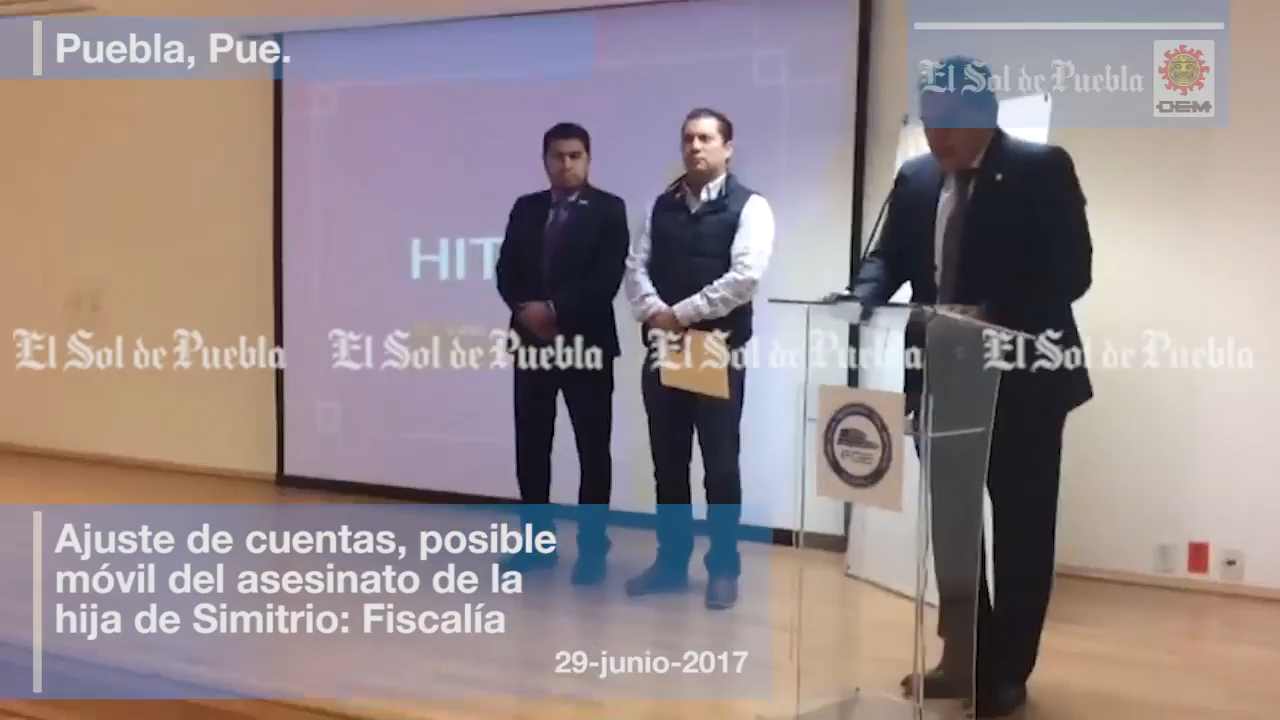 Puebla, Pue.
El Sol de Puebla
OEM
HIT
El Sol de Puebla El Sol de Puebla El Sol de Puebla El Sol de Puebla
Ajuste de cuentas, posible
móvil del asesinato de la
hija de Simitrio: Fiscalía
29-junio-2017